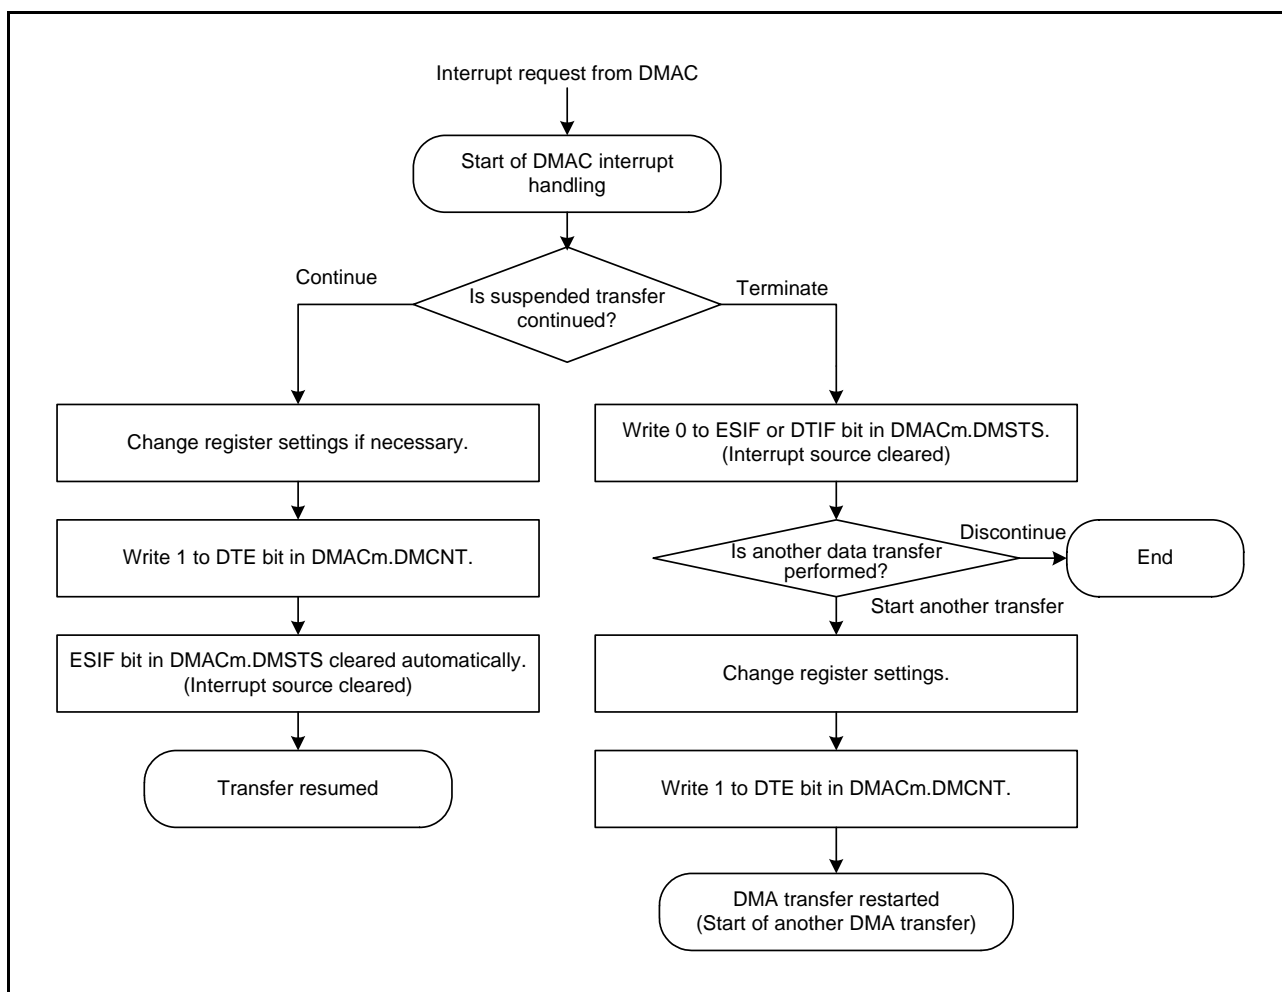 Interrupt request from DMAC
Start of DMAC interrupt
handling
Is suspended transfer
continued?
Continue
Terminate
Change register settings if necessary.
Write 1 to DTE bit in DMACm.DMCNT.
ESIF bit in DMACm.DMSTS cleared automatically.
(Interrupt source cleared)
Transfer resumed
Write 0 to ESIF or DTIF bit in DMACm.DMSTS.
(Interrupt source cleared)
Is another data transfer
performed?
Discontinue
End
Start another transfer
Change register settings.
Write 1 to DTE bit in DMACm.DMCNT.
DMA transfer restarted
(Start of another DMA transfer)